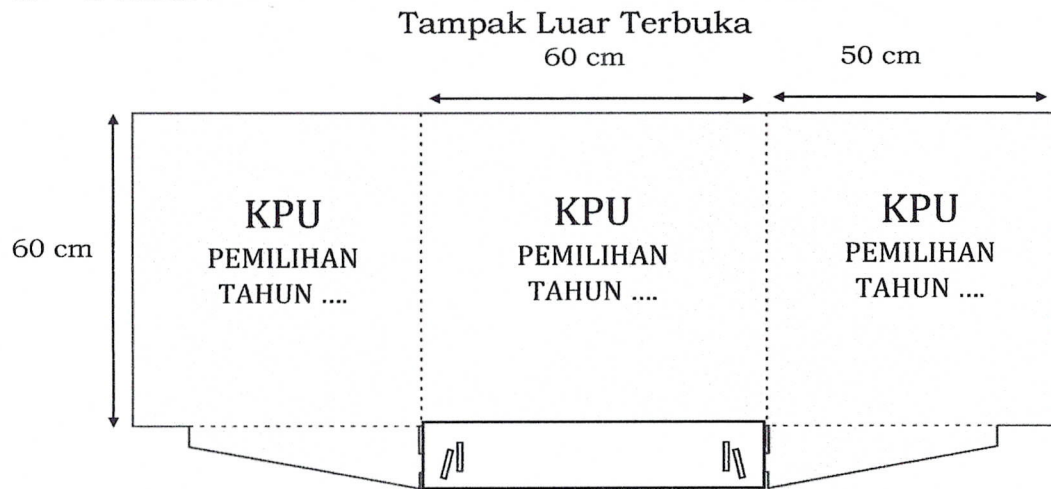 Tampak Luar Terbuka
60 cm
50 cm
60 cm
KPU
PEMILIHAN
TAHUN ....
KPU
PEMILIHAN
TAHUN ....
KPU
PEMILIHAN
TAHUN ....